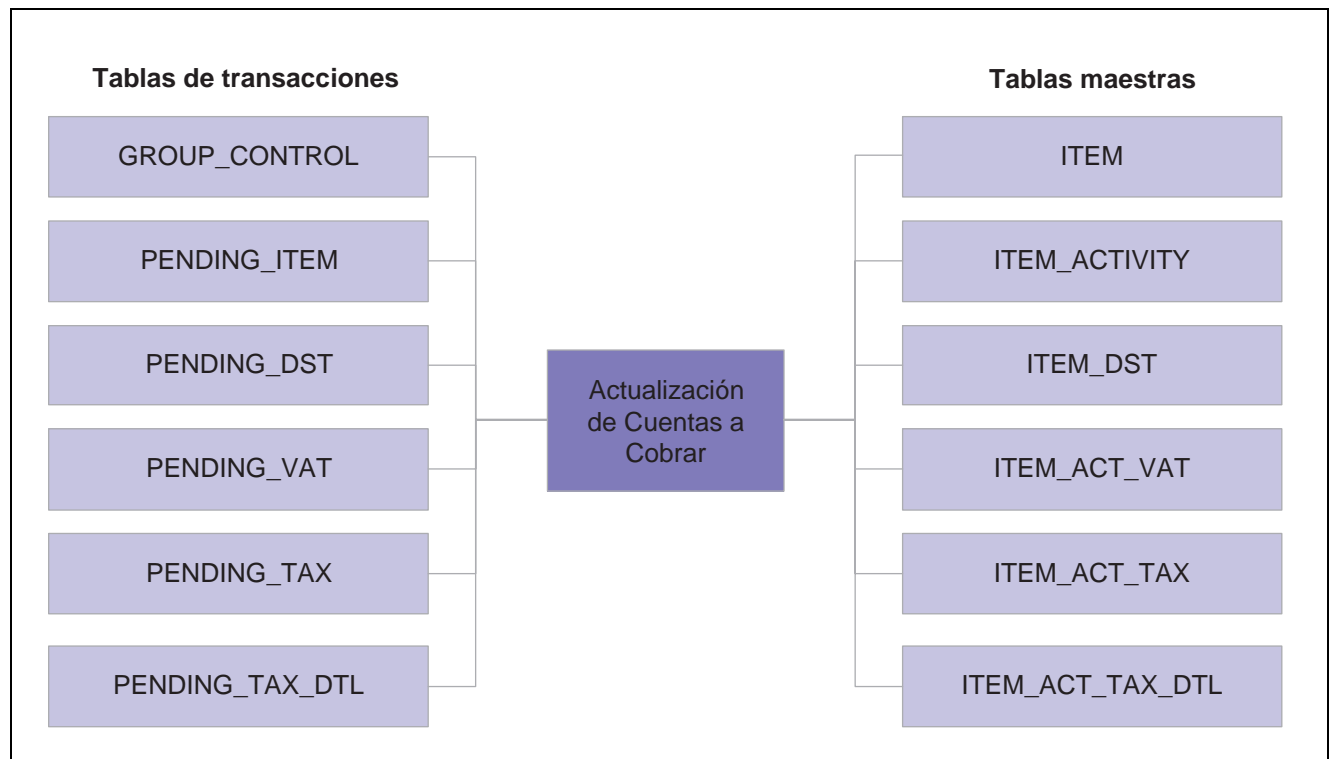 Tablas de transacciones
GROUP_CONTROL
PENDING_ITEM
PENDING_DST
PENDING_VAT
PENDING_TAX
PENDING_TAX_DTL
Actualización
de Cuentas a
Cobrar
Tablas maestras
ITEM
ITEM_ACTIVITY
ITEM_DST
ITEM_ACT_VAT
ITEM_ACT_TAX
ITEM_ACT_TAX_DTL